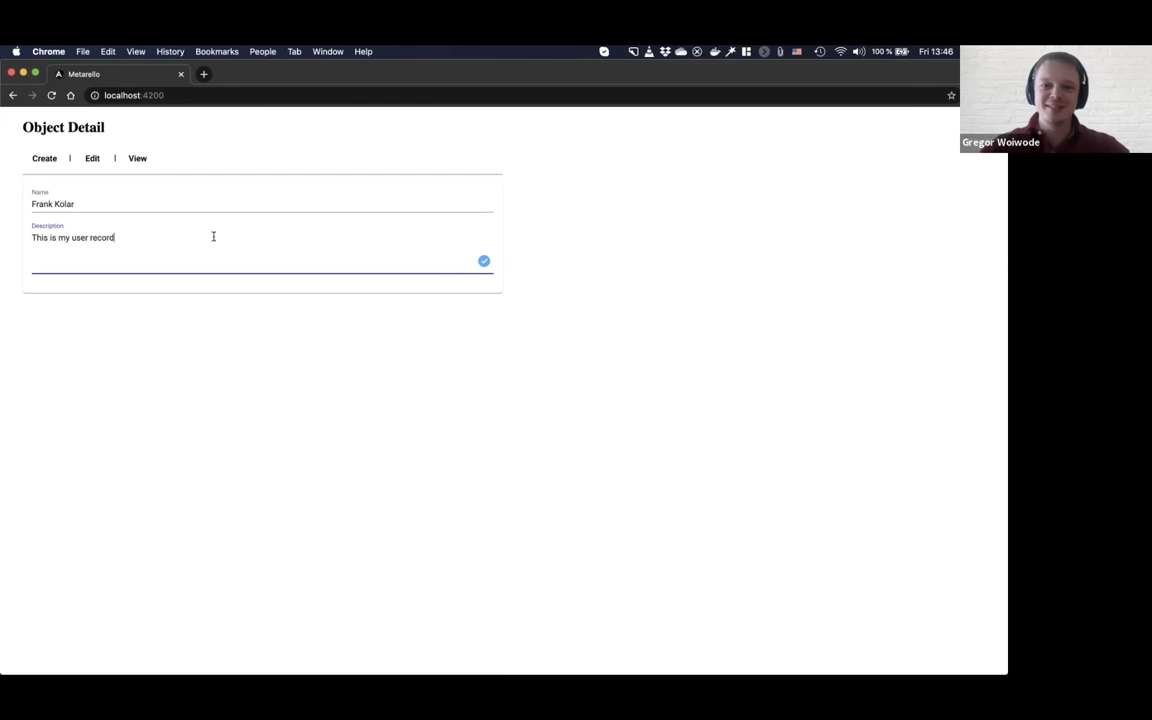 Chrome File Edit View History Bookmarks People Tab Window Help 100 % Fri 13:46
Metarello
localhost:4200
Object Detail
Create | Edit | View
Name
Frank Kolar
Description
This is my user record
Gregor Woiwode